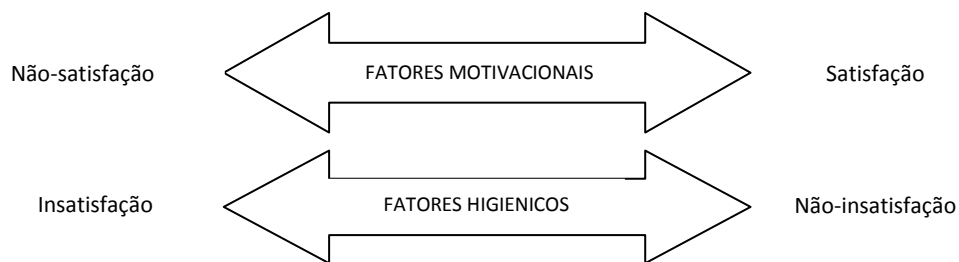 Não-satisfação FATORES MOTIVACIONAIS Satisfação
Insatisfação FATORES HIGIENICOS Não-insatisfação